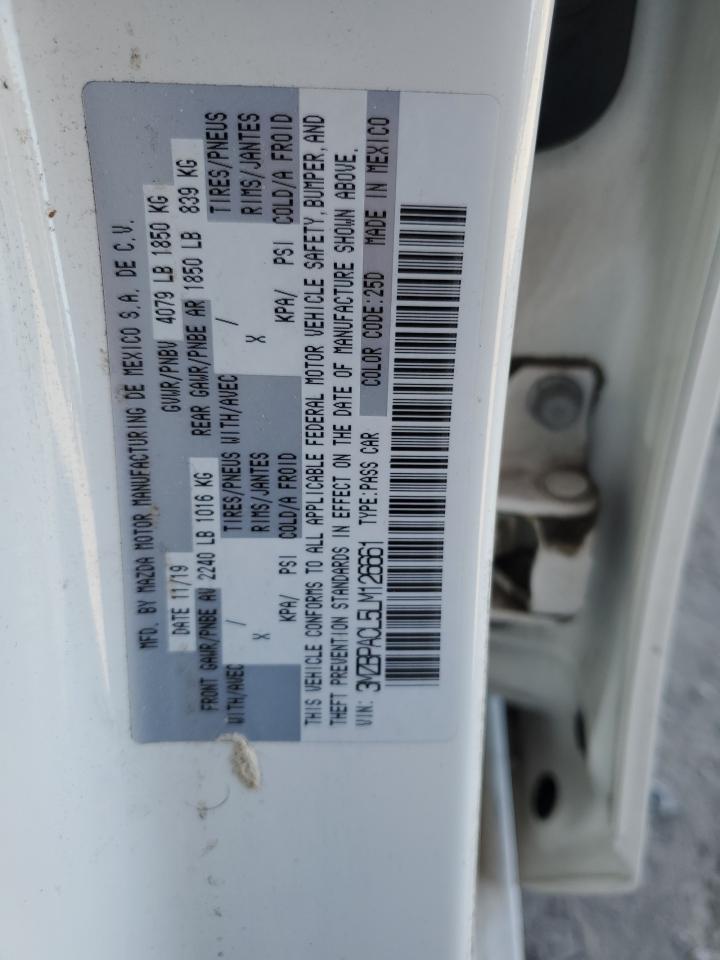 MFD. BY MAZDA MOTOR MANUFACTURING DE MEXICO S.A. DE C.V.
DATE 11/19 GVWR/PNBV 4079 LB 1850 KG
FRONT GAWR/PNBE AV 2240 LB 1016 KG REAR GAWR/PNBE AR 1850 LB 839 KG
WITH/AVEC / TIRES/PNEUS WITH/AVEC / TIRES/PNEUS
X RIMS/JANTES X RIMS/JANTES
KPA/ PSI COLD/A FROID KPA/ PSI COLD/A FROID
THIS VEHICLE CONFORMS TO ALL APPLICABLE FEDERAL MOTOR VEHICLE SAFETY, BUMPER, AND
THEFT PREVENTION STANDARDS IN EFFECT ON THE DATE OF MANUFACTURE SHOWN ABOVE.
VIN: 3MZBPACL5LM126661 TYPE:PASS CAR COLOR CODE:25D MADE IN MEXICO